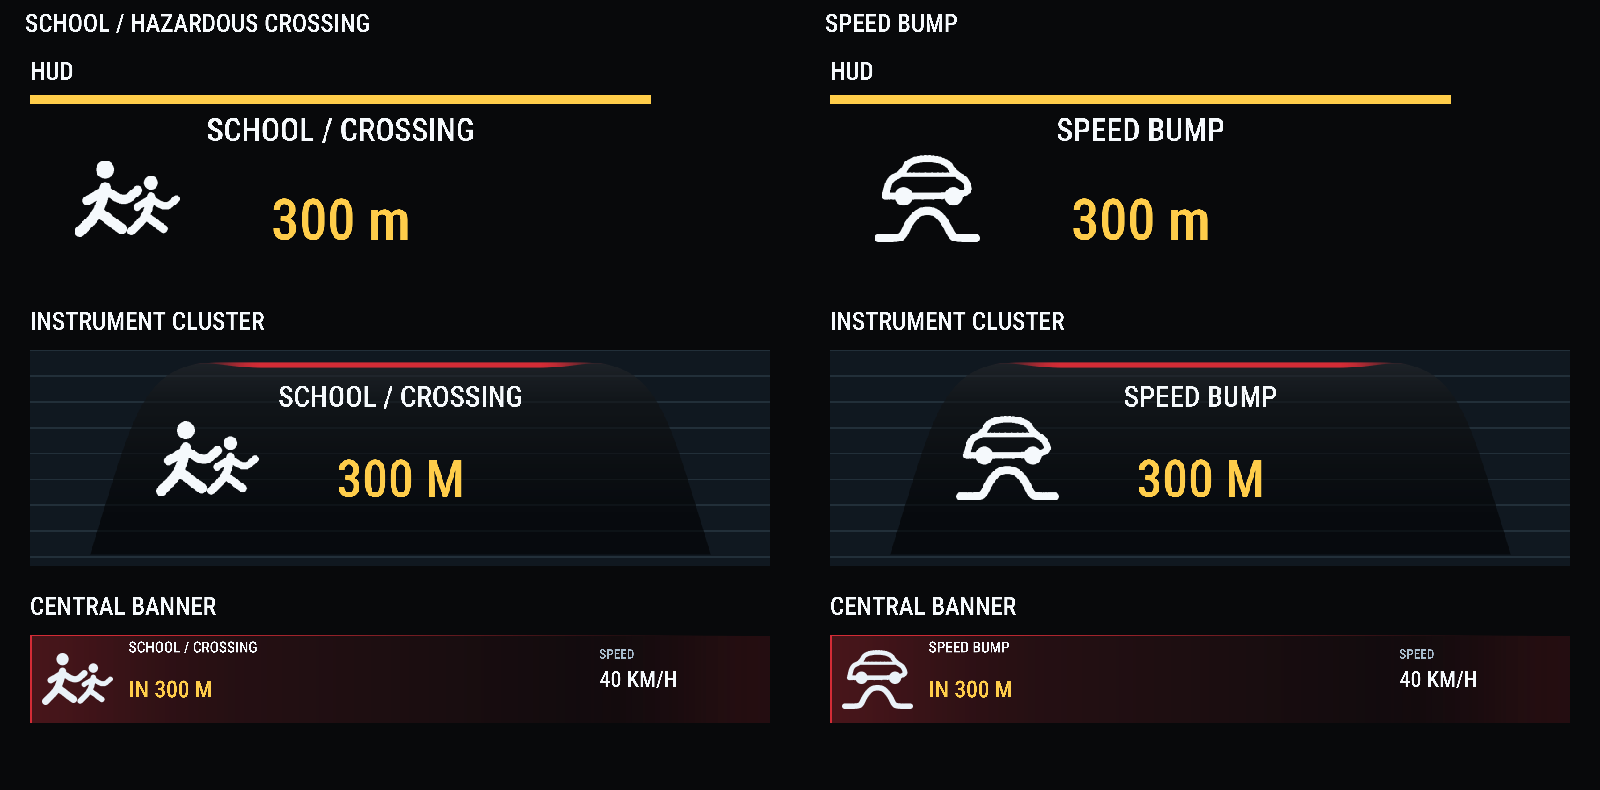 SCHOOL / HAZARDOUS CROSSING
HUD
SCHOOL / CROSSING
300 m
INSTRUMENT CLUSTER
SCHOOL / CROSSING
300 M
CENTRAL BANNER
SCHOOL / CROSSING
IN 300 M
SPEED
40 KM/H
SPEED BUMP
HUD
SPEED BUMP
300 m
INSTRUMENT CLUSTER
SPEED BUMP
300 M
CENTRAL BANNER
SPEED BUMP
IN 300 M
SPEED
40 KM/H